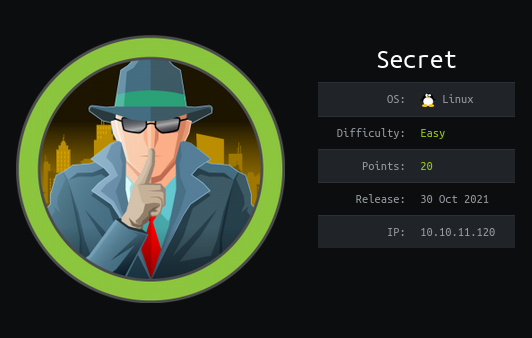 Secret
OS: Linux
Difficulty: Easy
Points: 20
Release: 30 Oct 2021
IP: 10.10.11.120